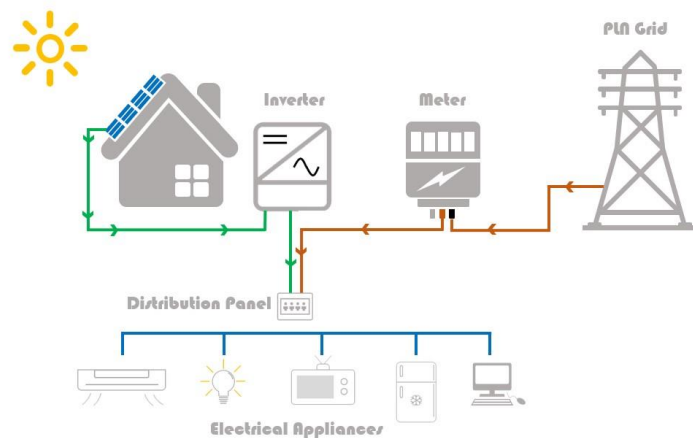 PLN Grid
Inverter
Meter
Distribution Panel
Electrical Appliances